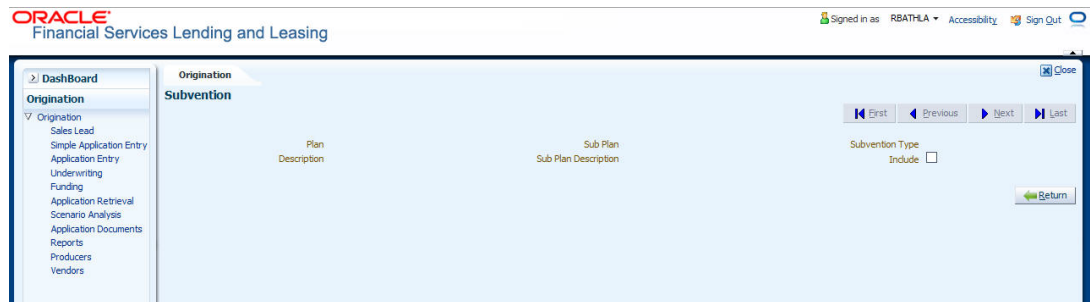 ORACLE
Financial Services Lending and Leasing
Signed in as RBATHLA Accessibility Sign Out
DashBoard
Origination
Origination
Sales Lead
Simple Application Entry
Application Entry
Underwriting
Funding
Application Retrieval
Scenario Analysis
Application Documents
Reports
Producers
Vendors
Origination
Close
Subvention
First Previous Next Last
Plan Sub Plan Subvention Type
Description Sub Plan Description Include
Return